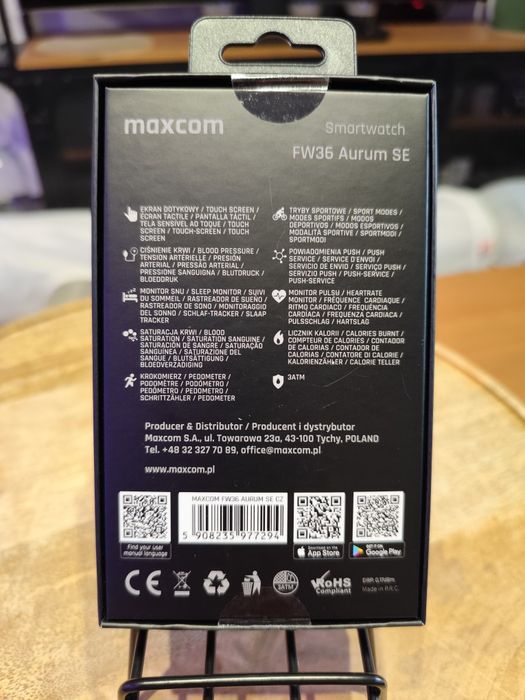 maxcom
Smartwatch
FW36 Aurum SE
EKRAN DOTYKOWY / TOUCH SCREEN /
ÉCRAN TACTILE / PANTALLA TÁCTIL /
TELA SENSÍVEL AO TOQUE / TOUCH
SCREEN / TOUCH-SCREEN / TOUCH
SCREEN
CIŚNIENIE KRWI / BLOOD PRESSURE /
TENSION ARTÉRIELLE / PRESIÓN
ARTERIAL / PRESSÃO ARTERIAL /
PRESSIONE SANGUIGNA / BLUTDRUCK /
BLOEDDRUK
MONITOR SNU / SLEEP MONITOR / SUIVI
DU SOMMEIL / RASTREADOR DE SUEÑO /
RASTREADOR DE SONO / MONITORAGGIO
DEL SONNO / SCHLAF-TRACKER / SLAAP
TRACKER
SATURACJA KRWI / BLOOD
SATURATION / SATURATION SANGUINE /
SATURACIÓN DE SANGRE / SATURAÇÃO
SANGUÍNEA / SATURAZIONE DEL
SANGUE / BLUTSÄTTIGUNG /
BLOEDVERZADIGING
KROKOMIERZ / PEDOMETER /
PODOMÈTRE / PODÓMETRO /
PEDÓMETRO / PEDOMETRO /
SCHRITTZÄHLER / PEDOMETER
TRYBY SPORTOWE / SPORT MODES /
MODES SPORTIFS / MODOS
DEPORTIVOS / MODOS ESPORTIVOS /
MODALITÀ SPORTIVE / SPORTMODI /
SPORTMODI
POWIADOMIENIA PUSH / PUSH
SERVICE / SERVICE D'ENVOI /
SERVICIO DE ENVÍO / SERVIÇO PUSH /
SERVIZIO PUSH / PUSH-SERVICE /
PUSH-SERVICE
MONITOR PULSU / HEARTRATE
MONITOR / FRÉQUENCE CARDIAQUE /
RITMO CARDÍACO / FREQUÊNCIA
CARDÍACA / FREQUENZA CARDIACA /
PULSSCHLAG / HARTSLAG
LICZNIK KALORII / CALORIES BURNT /
COMPTEUR DE CALORIES / CONTADOR
DE CALORÍAS / CONTADOR DE
CALORIAS / CONTATORE DI CALORIE /
KALORIENZÄHLER / CALORIE TELLER
3ATM
Producer & Distributor / Producent i dystrybutor
Maxcom S.A., ul. Towarowa 23a, 43-100 Tychy, POLAND
Tel. +48 32 327 70 89, office@maxcom.pl
www.maxcom.pl
Find your user
manual language
MAXCOM FW36 AURUM SE CZ
5 908235 977294
Download on the
App Store
GET IT ON
Google Play
CE
3ATM
RoHS
Compliant
Made in P.R.C.